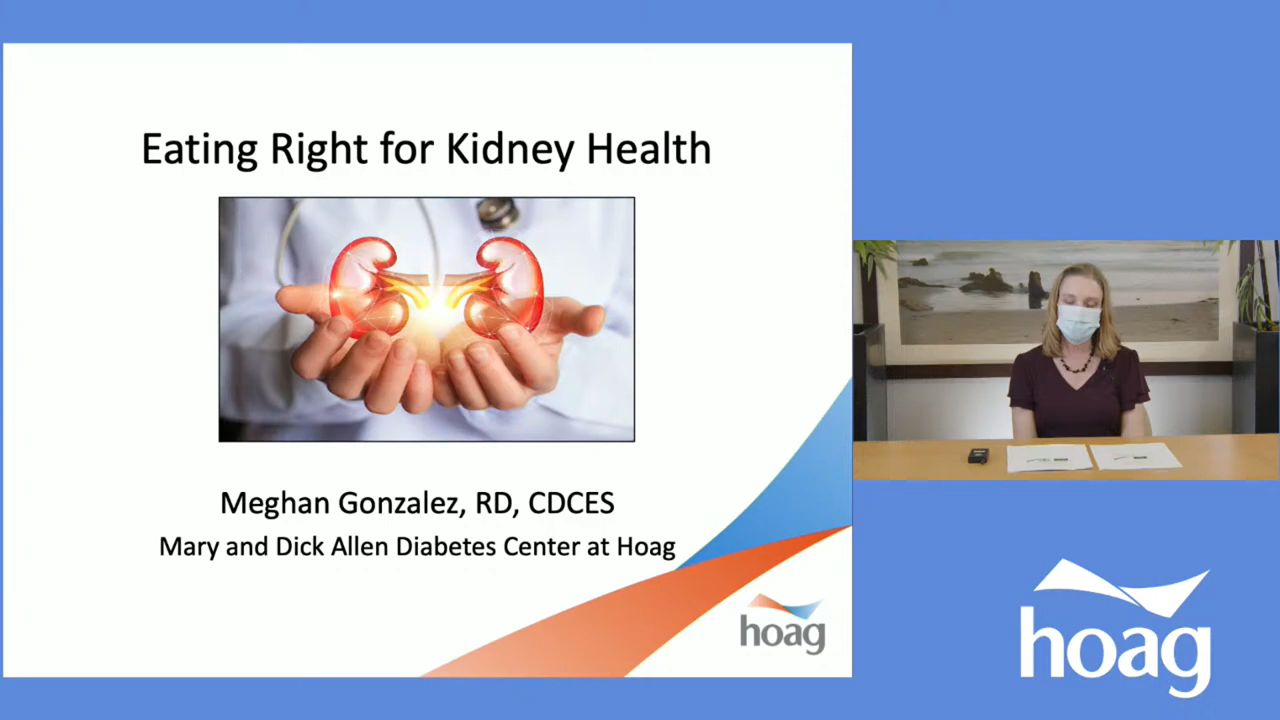 Eating Right for Kidney Health
Meghan Gonzalez, RD, CDCES
Mary and Dick Allen Diabetes Center at Hoag
hoag
hoag